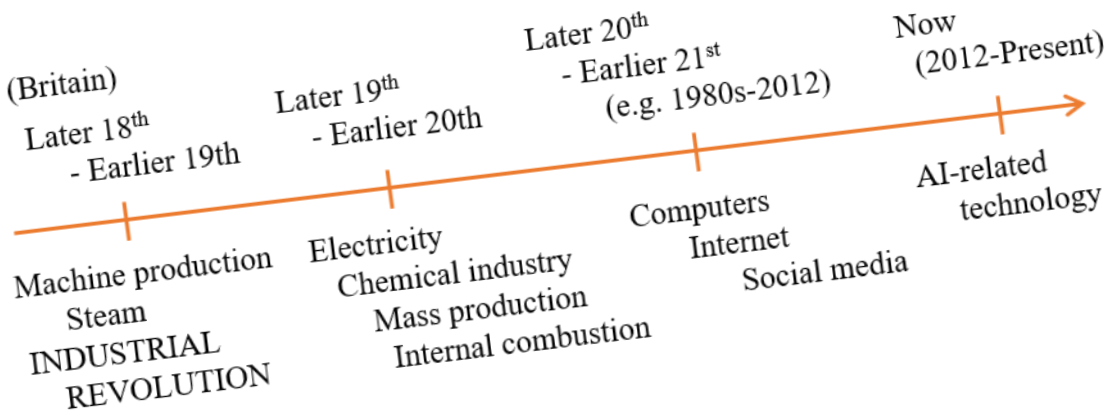 (Britain)
Later 18th
- Earlier 19th
Later 19th
- Earlier 20th
Later 20th
- Earlier 21st
(e.g. 1980s-2012)
Now
(2012-Present)
Machine production
Steam
INDUSTRIAL
REVOLUTION
Electricity
Chemical industry
Mass production
Internal combustion
Computers
Internet
Social media
AI-related
technology